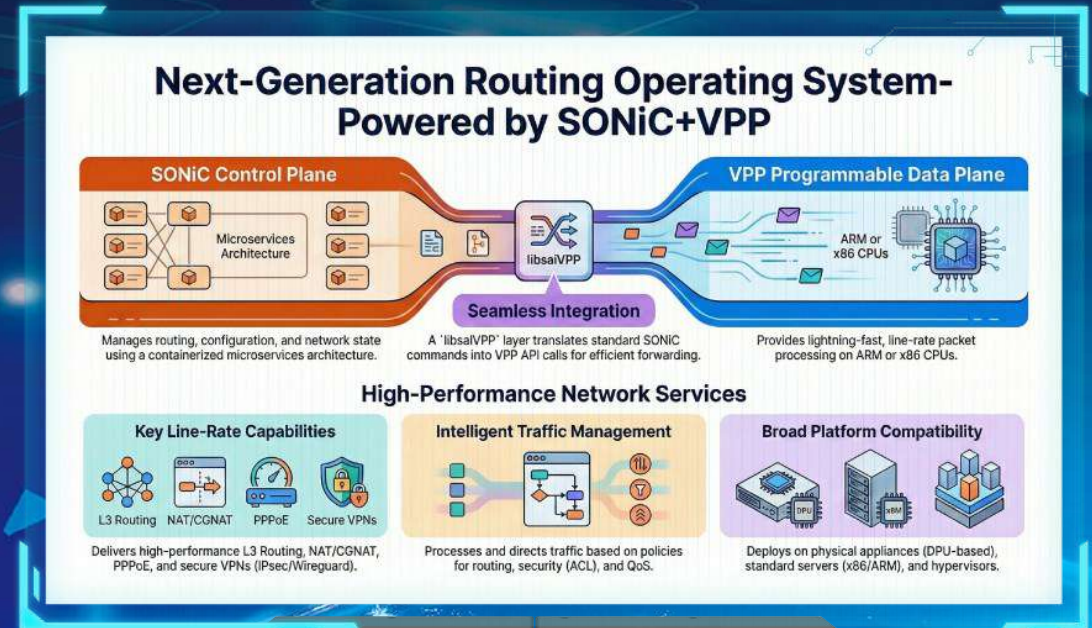 Next-Generation Routing Operating System-
Powered by SONiC+VPP
SONiC Control Plane
Microservices
Architecture
libsaiVPP
VPP Programmable Data Plane
ARM or
x86 CPUs
Seamless Integration
Manages routing, configuration, and network state
using a containerized microservices architecture.
A `libsalVPP` layer translates standard SONiC
commands into VPP API calls for efficient forwarding.
Provides lightning-fast, line-rate packet
processing on ARM or x86 CPUs.
High-Performance Network Services
Key Line-Rate Capabilities
L3 Routing
NAT/CGNAT
PPPoE
Secure VPNs
Delivers high-performance L3 Routing, NAT/CGNAT,
PPPoE, and secure VPNs (IPsec/Wireguard).
Intelligent Traffic Management
Processes and directs traffic based on policies
for routing, security (ACL), and QoS.
Broad Platform Compatibility
DPU
Deploys on physical appliances (DPU-based),
standard servers (x86/ARM), and hypervisors.